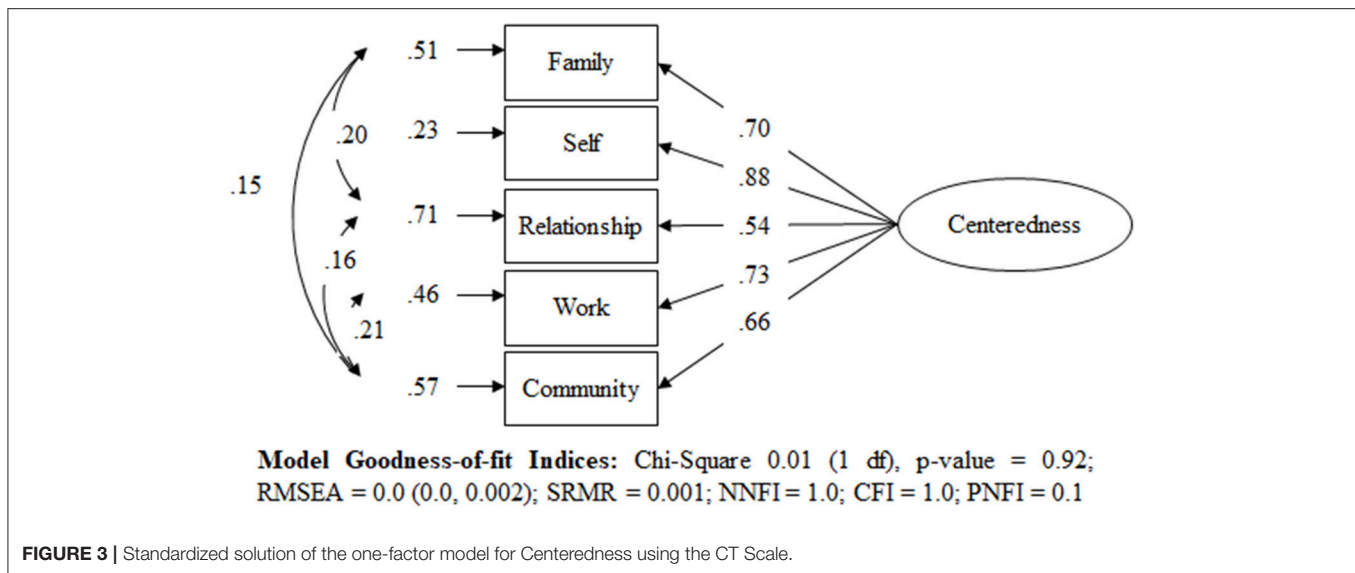 .51
Family
.70
.20
.23
Self
.88
.15
.71
Relationship
.54
Centeredness
.16
.46
Work
.73
.21
.66
.57
Community
Model Goodness-of-fit Indices: Chi-Square 0.01 (1 df), p-value = 0.92;
RMSEA = 0.0 (0.0, 0.002); SRMR = 0.001; NNFI = 1.0; CFI = 1.0; PNFI = 0.1
FIGURE 3 | Standardized solution of the one-factor model for Centeredness using the CT Scale.